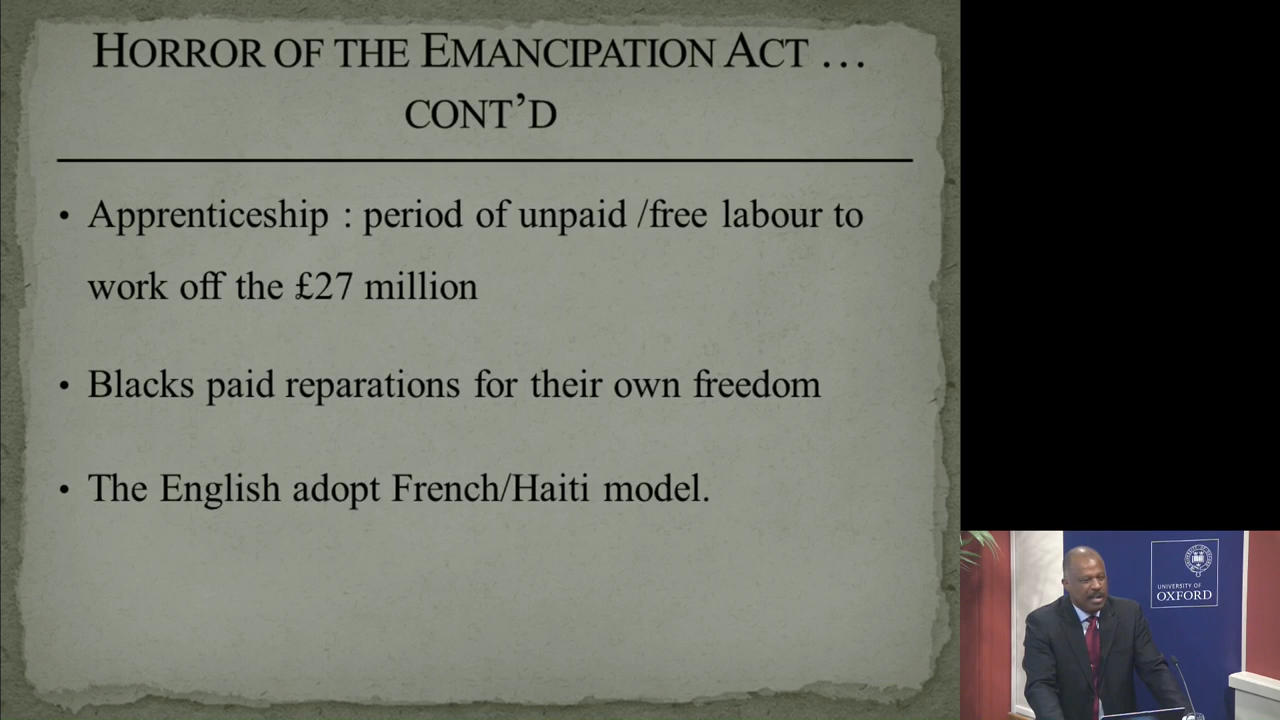 HORROR OF THE EMANCIPATION ACT …
CONT'D
• Apprenticeship : period of unpaid /free labour to
work off the £27 million
• Blacks paid reparations for their own freedom
• The English adopt French/Haiti model.
UNIVERSITY OF
OXFORD